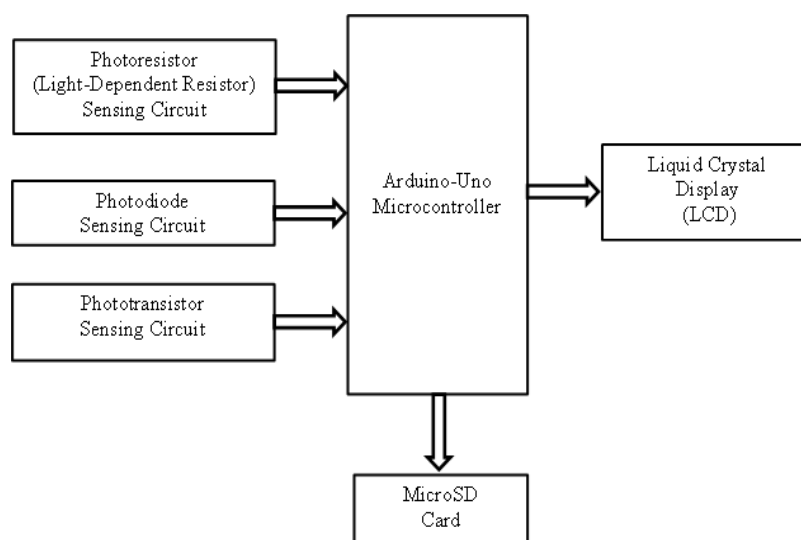 Photoresistor
(Light-Dependent Resistor)
Sensing Circuit
Photodiode
Sensing Circuit
Phototransistor
Sensing Circuit
Arduino-Uno
Microcontroller
Liquid Crystal
Display
(LCD)
MicroSD
Card